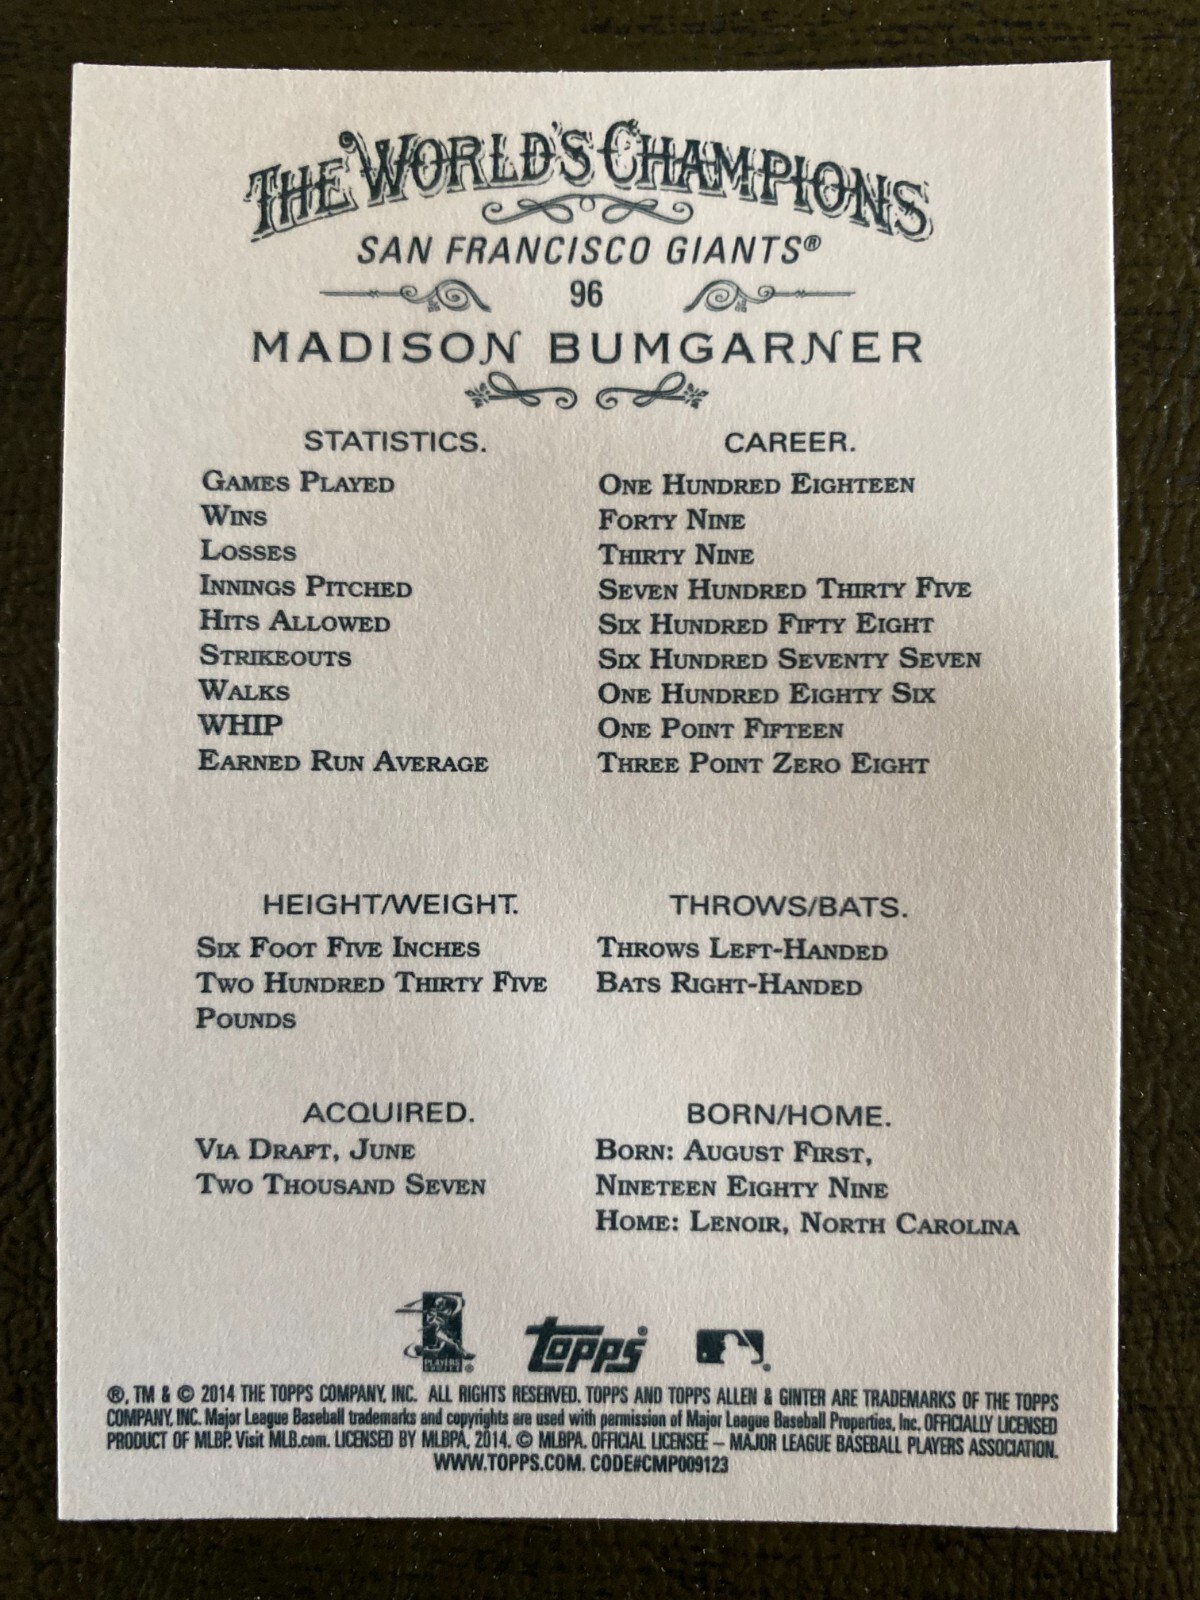 THE WORLD'S CHAMPIONS
SAN FRANCISCO GIANTS®
96
MADISON BUMGARNER
STATISTICS. CAREER.
GAMES PLAYED ONE HUNDRED EIGHTEEN
WINS FORTY NINE
LOSSES THIRTY NINE
INNINGS PITCHED SEVEN HUNDRED THIRTY FIVE
HITS ALLOWED SIX HUNDRED FIFTY EIGHT
STRIKEOUTS SIX HUNDRED SEVENTY SEVEN
WALKS ONE HUNDRED EIGHTY SIX
WHIP ONE POINT FIFTEEN
EARNED RUN AVERAGE THREE POINT ZERO EIGHT
HEIGHT/WEIGHT. THROWS/BATS.
SIX FOOT FIVE INCHES THROWS LEFT-HANDED
TWO HUNDRED THIRTY FIVE BATS RIGHT-HANDED
POUNDS
ACQUIRED. BORN/HOME.
VIA DRAFT, JUNE BORN: AUGUST FIRST,
TWO THOUSAND SEVEN NINETEEN EIGHTY NINE
HOME: LENOIR, NORTH CAROLINA
PLAYERS CHOICE® TOPPS®
®, TM & © 2014 THE TOPPS COMPANY, INC. ALL RIGHTS RESERVED. TOPPS AND TOPPS ALLEN & GINTER ARE TRADEMARKS OF THE TOPPS
COMPANY, INC. Major League Baseball trademarks and copyrights are used with permission of Major League Baseball Properties, Inc. OFFICIALLY LICENSED
PRODUCT OF MLBP. Visit MLB.com. LICENSED BY MLBPA, 2014. © MLBPA. OFFICIAL LICENSEE – MAJOR LEAGUE BASEBALL PLAYERS ASSOCIATION.
WWW.TOPPS.COM. CODE#CMP009123